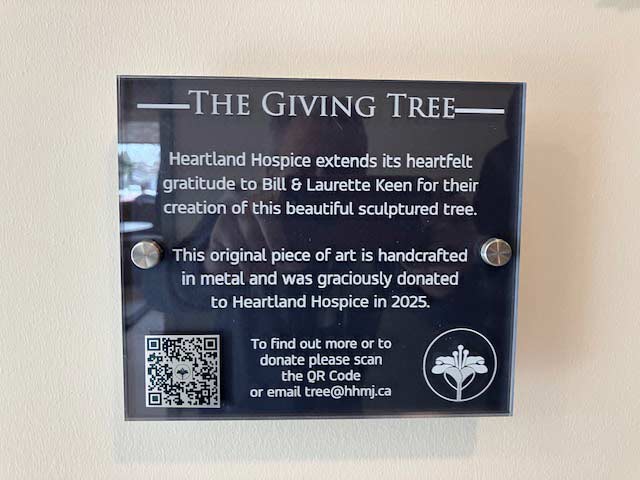 THE GIVING TREE
Heartland Hospice extends its heartfelt
gratitude to Bill & Laurette Keen for their
creation of this beautiful sculptured tree.
This original piece of art is handcrafted
in metal and was graciously donated
to Heartland Hospice in 2025.
To find out more or to
donate please scan
the QR Code
or email tree@hhmj.ca